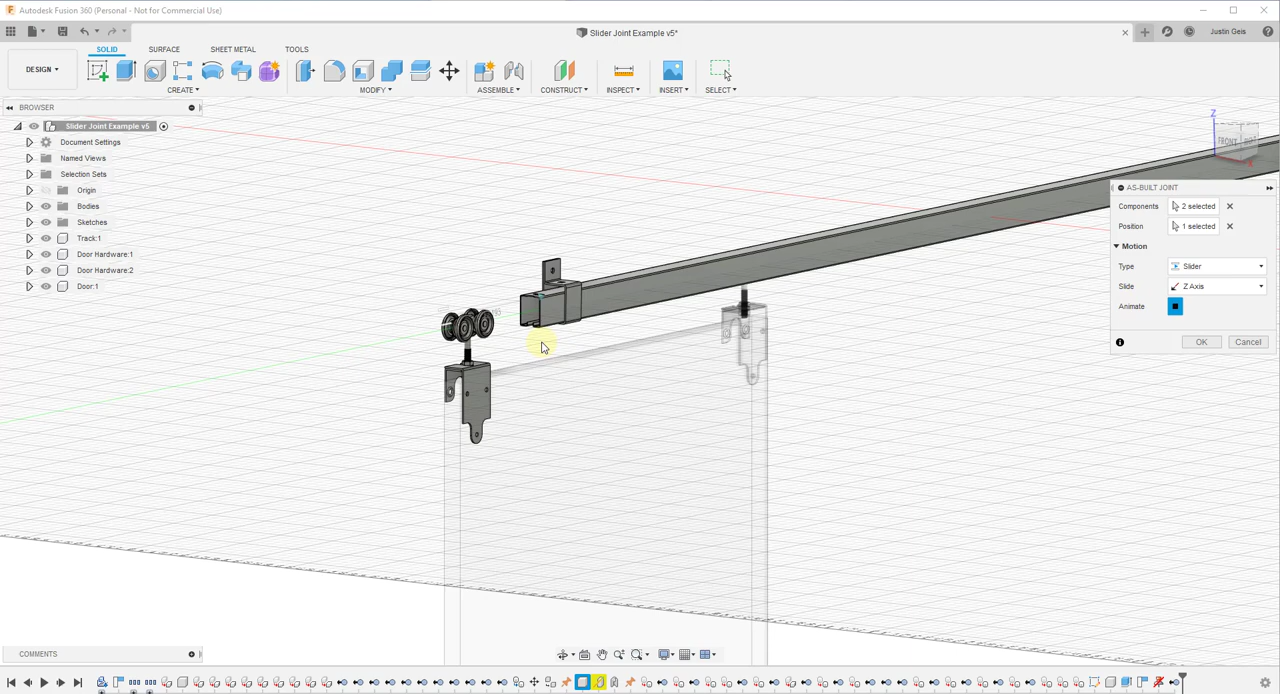 Autodesk Fusion 360 (Personal - Not for Commercial Use)
Slider Joint Example v5*
Justin Geis
DESIGN
SOLID SURFACE SHEET METAL TOOLS
CREATE MODIFY ASSEMBLE CONSTRUCT INSPECT INSERT SELECT
BROWSER
Slider Joint Example v5
Document Settings
Named Views
Selection Sets
Origin
Bodies
Sketches
Track:1
Door Hardware:1
Door Hardware:2
Door:1
Z
FRONT
X
AS-BUILT JOINT
Components 2 selected
Position 1 selected
Motion
Type Slider
Slide Z Axis
Animate
OK Cancel
COMMENTS